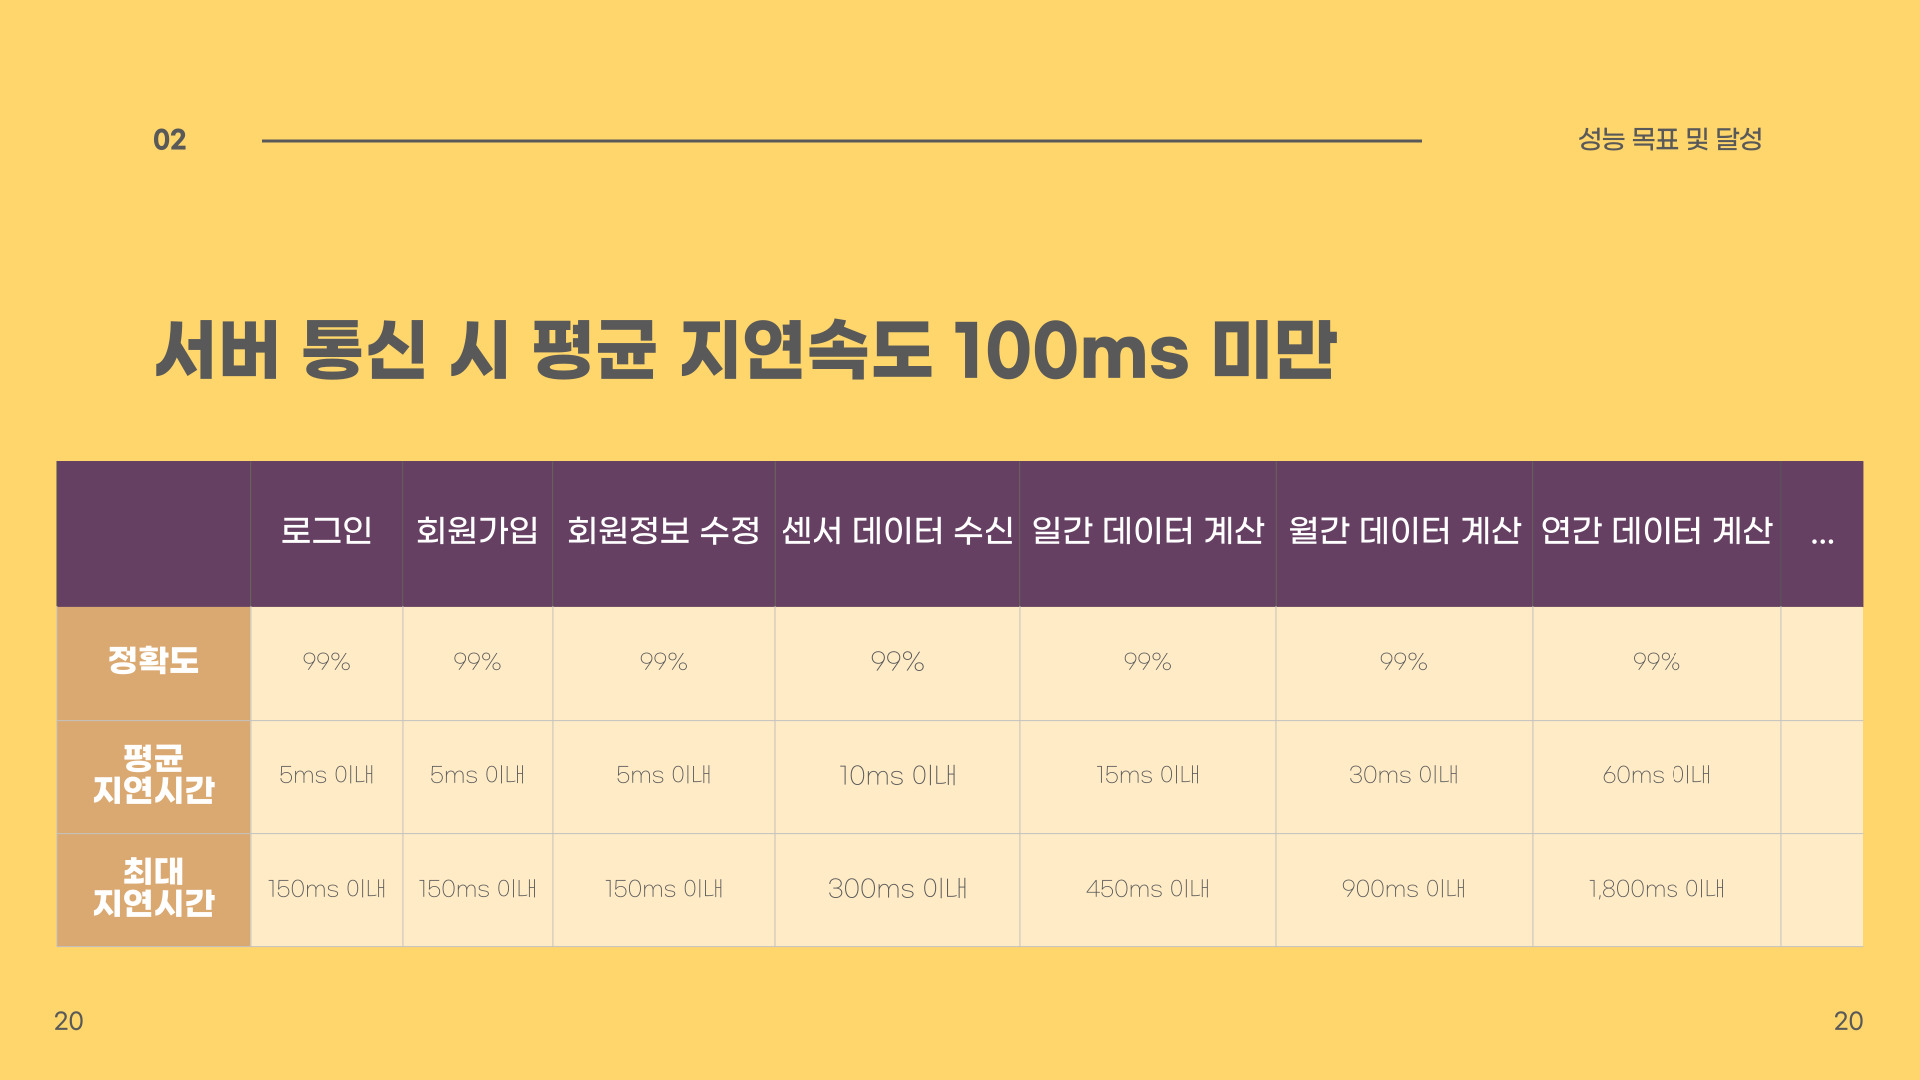 02
성능 목표 및 달성
서버 통신 시 평균 지연속도 100ms 미만
로그인 회원가입 회원정보 수정 센서 데이터 수신 일간 데이터 계산 월간 데이터 계산 연간 데이터 계산 ...
정확도 99% 99% 99% 99% 99% 99% 99%
평균
지연시간 5ms 이내 5ms 이내 5ms 이내 10ms 이내 15ms 이내 30ms 이내 60ms 이내
최대
지연시간 150ms 이내 150ms 이내 150ms 이내 300ms 이내 450ms 이내 900ms 이내 1,800ms 이내
20
20